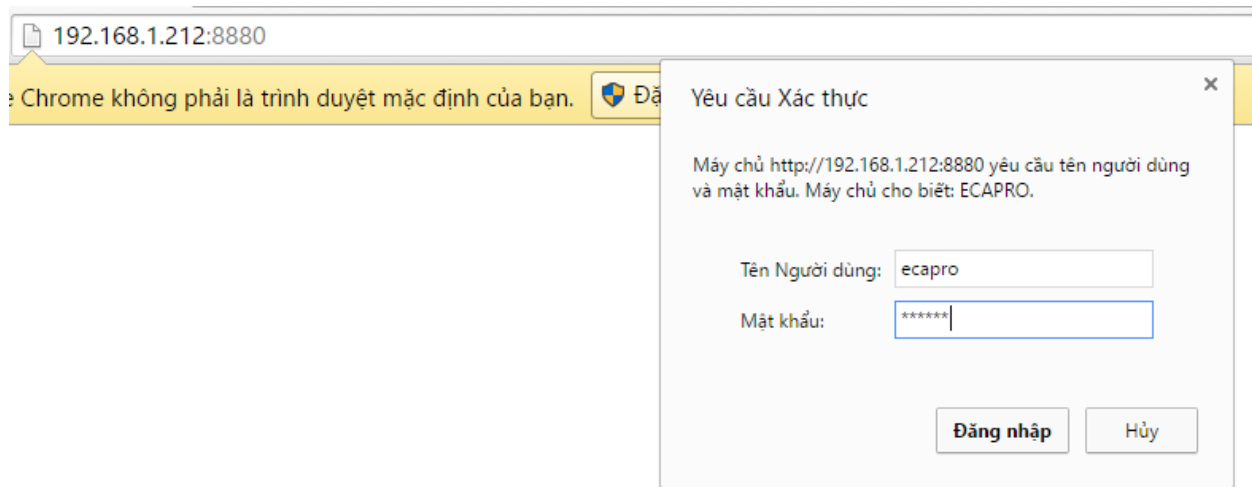 192.168.1.212:8880
Chrome không phải là trình duyệt mặc định của bạn.
Yêu cầu Xác thực
Máy chủ http://192.168.1.212:8880 yêu cầu tên người dùng
và mật khẩu. Máy chủ cho biết: ECAPRO.
Tên Người dùng: ecapro
Mật khẩu: ******
Đăng nhập Hủy